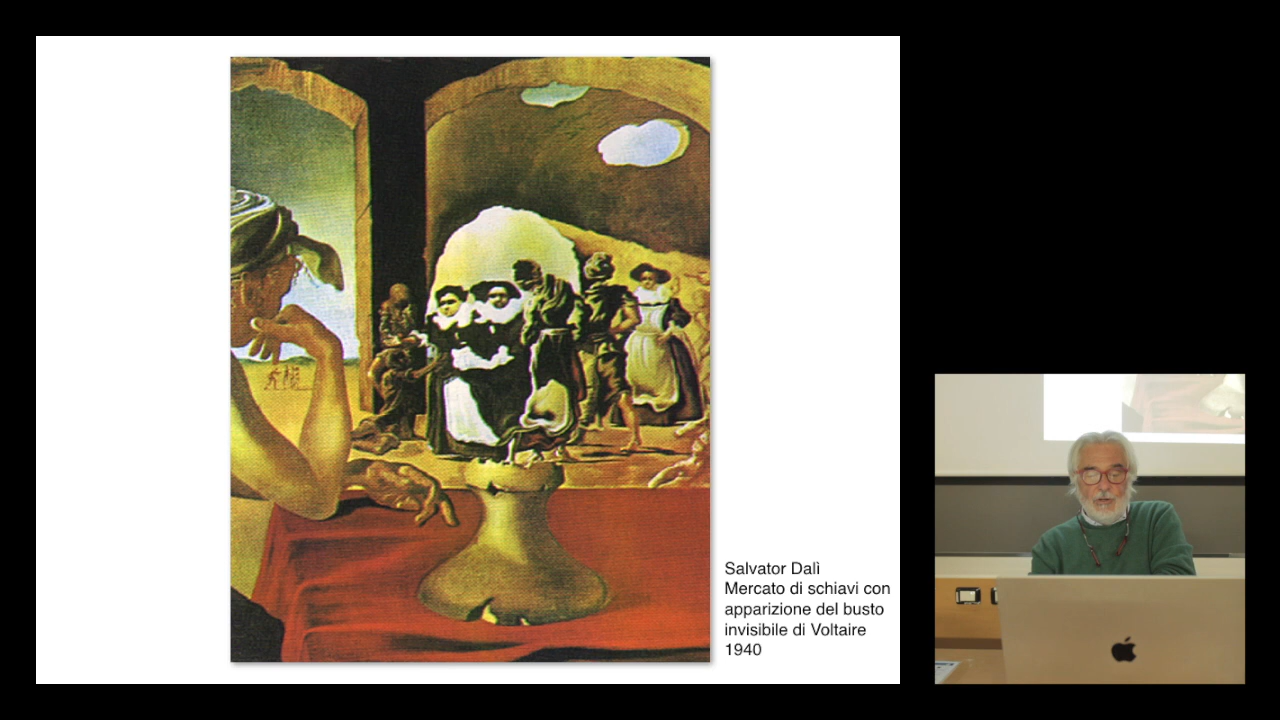 Salvator Dalì
Mercato di schiavi con
apparizione del busto
invisibile di Voltaire
1940